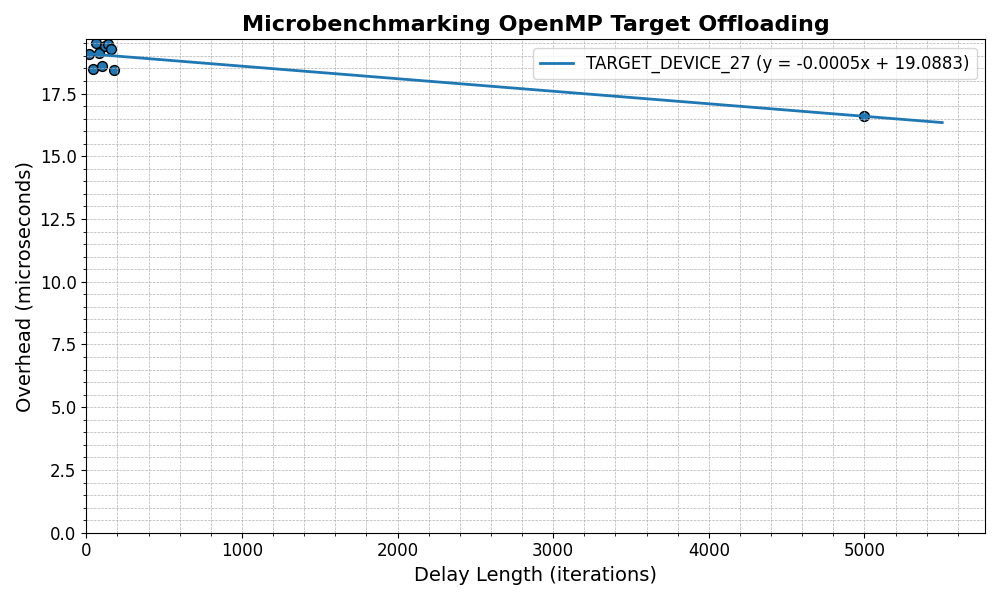 Microbenchmarking OpenMP Target Offloading
TARGET_DEVICE_27 (y = -0.0005x + 19.0883)
Overhead (microseconds)
17.5
15.0
12.5
10.0
7.5
5.0
2.5
0.0
0 1000 2000 3000 4000 5000
Delay Length (iterations)